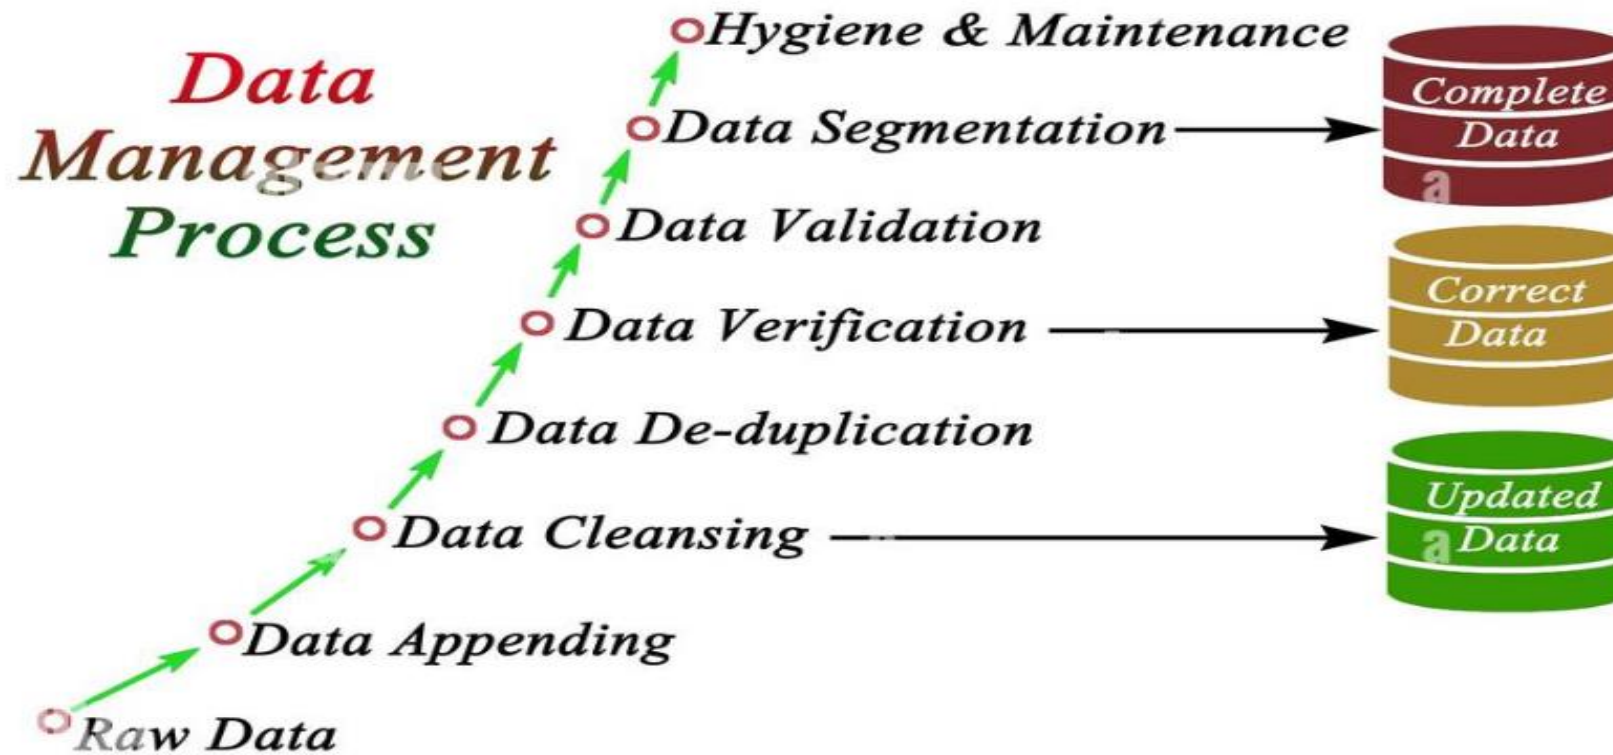 Data
Management
Process
Hygiene & Maintenance
Data Segmentation
Data Validation
Data Verification
Data De-duplication
Data Cleansing
Data Appending
Raw Data
Complete
Data
a
Correct
Data
Updated
a Data